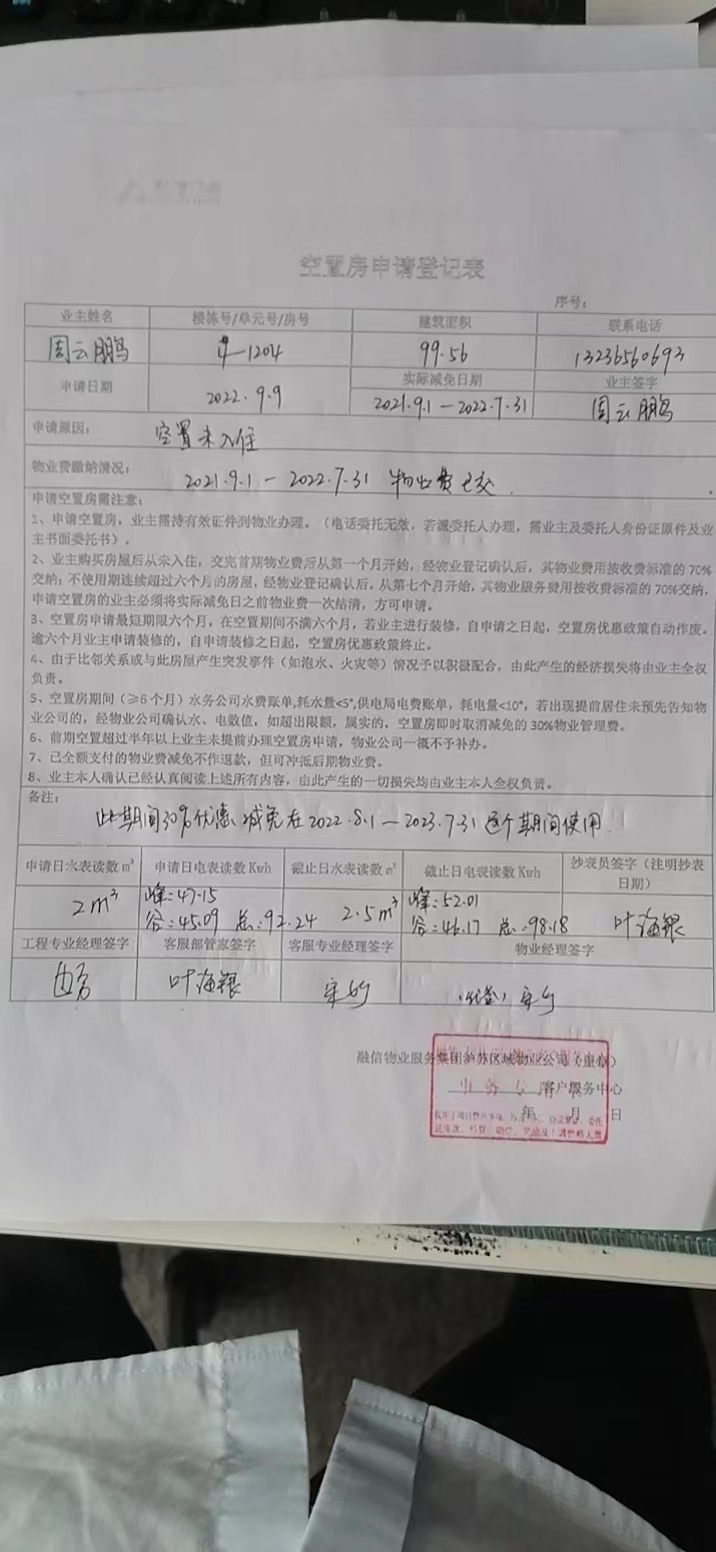 空置房申请登记表
序号：
业主姓名 楼栋号/单元号/房号 建筑面积 联系电话
周云鹏 4-1204 99.56 13236560693
申请日期 2022.9.9 实际减免日期 业主签字
2021.9.1-2022.7.31 周云鹏
申请原因： 空置未入住
物业费缴纳情况： 2021.9.1-2022.7.31 物业费已交.
申请空置房需注意：
1、申请空置房，业主需持有效证件到物业办理。（电话委托无效，若派委托人办理，需业主及委托人身份证原件及业
主书面委托书）。
2、业主购买房屋后从未入住，交完首期物业费后从第一个月开始，经物业登记确认后，其物业费用按收费标准的 70%
交纳；不使用期连续超过六个月的房屋，经物业登记确认后，从第七个月开始，其物业服务费用按收费标准的 70%交纳，
申请空置房的业主必须将实际减免日之前物业费一次结清，方可申请。
3、空置房申请最短期限六个月，在空置期间不满六个月，若业主进行装修，自申请之日起，空置房优惠政策自动作废。
逾六个月业主申请装修的，自申请装修之日起，空置房优惠政策终止。
4、由于比邻关系或与此房屋产生突发事件（如泡水、火灾等）情况予以积极配合，由此产生的经济损失将由业主全权
负责。
5、空置房期间（≥6 个月）水务公司水费账单,耗水量<5°,供电局电费账单，耗电量<10°，若出现提前居住未预先告知物
业公司的，经物业公司确认水、电数值，如超出限额，属实的，空置房即时取消减免的 30%物业管理费。
6、前期空置超过半年以上业主未提前办理空置房申请，物业公司一概不予补办。
7、已全额支付的物业费减免不作退款，但可冲抵后期物业费。
8、业主本人确认已经认真阅读上述所有内容，由此产生的一切损失均由业主本人全权负责。
备注：
此期间30%优惠减免在2022.8.1-2023.7.31这个期间使用.
申请日水表读数 m³ 申请日电表读数 Kwh 截止日水表读数 m³ 截止日电表读数 Kwh 抄表员签字（注明抄表
日期）
2m³ 峰：47.15 2.5m³ 峰：52.01 叶海银
谷：45.09 总：92.24 谷：46.17 总：98.18
工程专业经理签字 客服部管家签字 客服专业经理签字 物业经理签字
叶海银
融信物业服务集团沪苏区域物业公司（重章）
客户服务中心
年 月 日